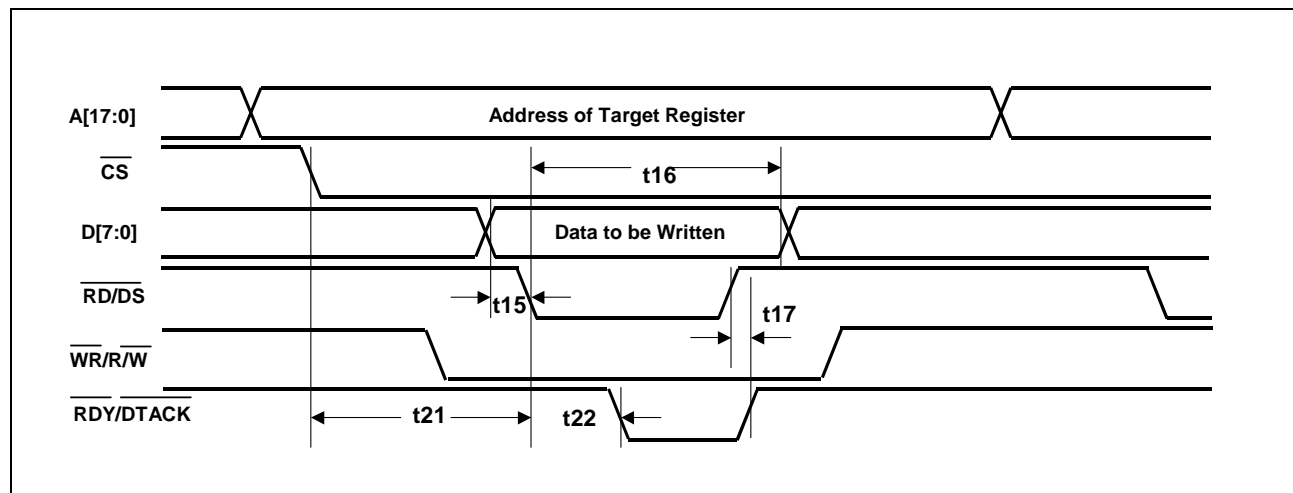 A[17:0]
Address of Target Register
CS
t16
D[7:0]
Data to be Written
RD/DS
t15
t17
WR/R/W
RDY/DTACK
t21
t22